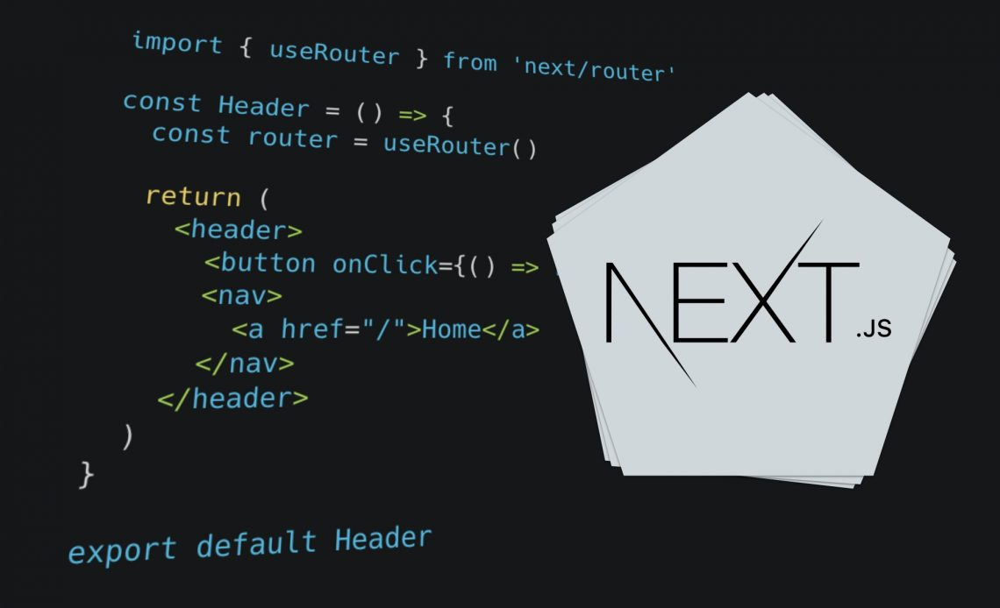 import { useRouter } from 'next/router'
const Header = () => {
const router = useRouter()
return (
<header>
<button onClick={() =>
<nav>
<a href="/">Home</a>
</nav>
</header>
)
}
export default Header
NEXT.JS